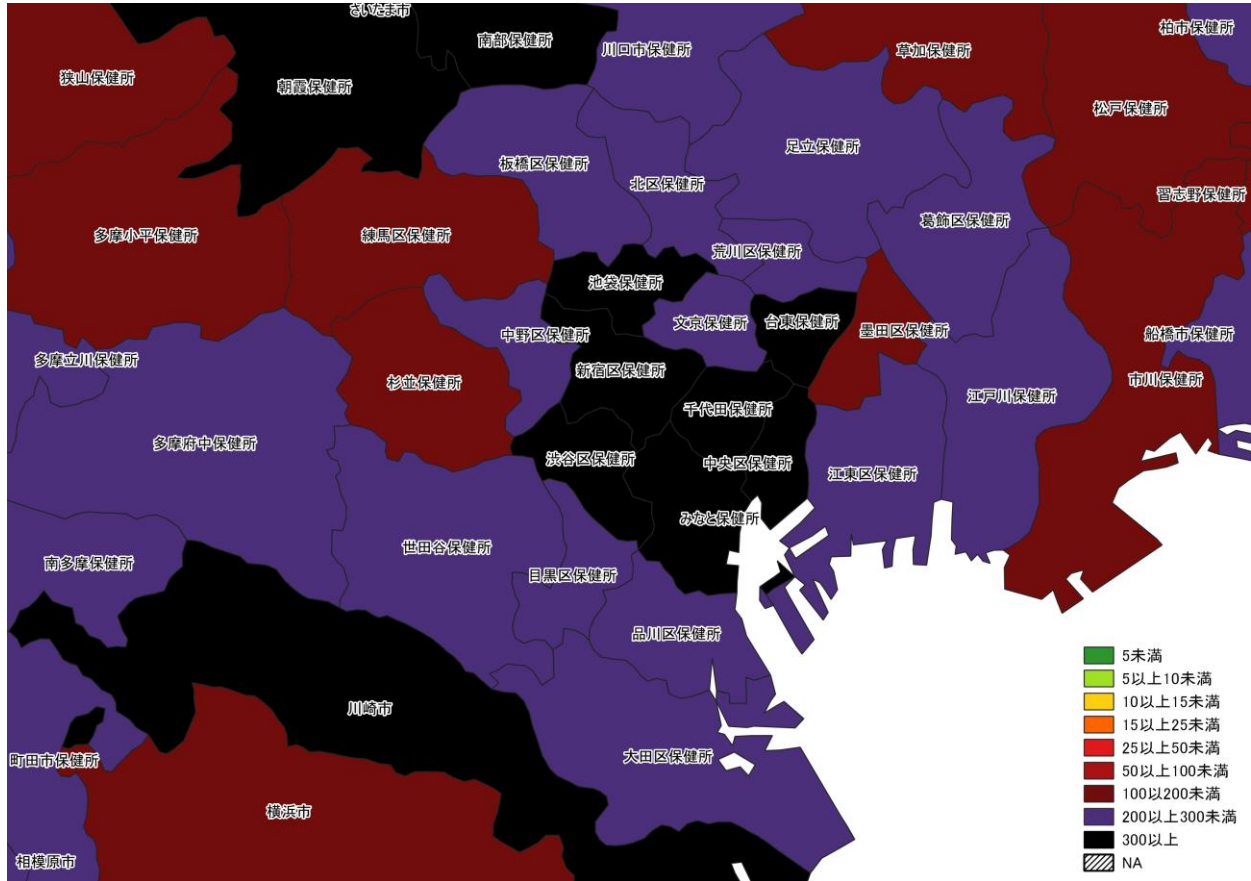 さいたま市
南部保健所
川口市保健所
草加保健所
柏市保健所
狭山保健所
朝霞保健所
松戸保健所
板橋区保健所
足立保健所
北区保健所
習志野保健所
多摩小平保健所
練馬区保健所
葛飾区保健所
荒川区保健所
池袋保健所
文京保健所
台東保健所
中野区保健所
墨田区保健所
船橋市保健所
多摩立川保健所
新宿区保健所
杉並保健所
市川保健所
江戸川保健所
千代田保健所
多摩府中保健所
渋谷区保健所
中央区保健所
江東区保健所
みなと保健所
世田谷保健所
南多摩保健所
目黒区保健所
品川区保健所
川崎市
大田区保健所
町田市保健所
横浜市
相模原市
5未満
5以上10未満
10以上15未満
15以上25未満
25以上50未満
50以上100未満
100以200未満
200以上300未満
300以上
NA